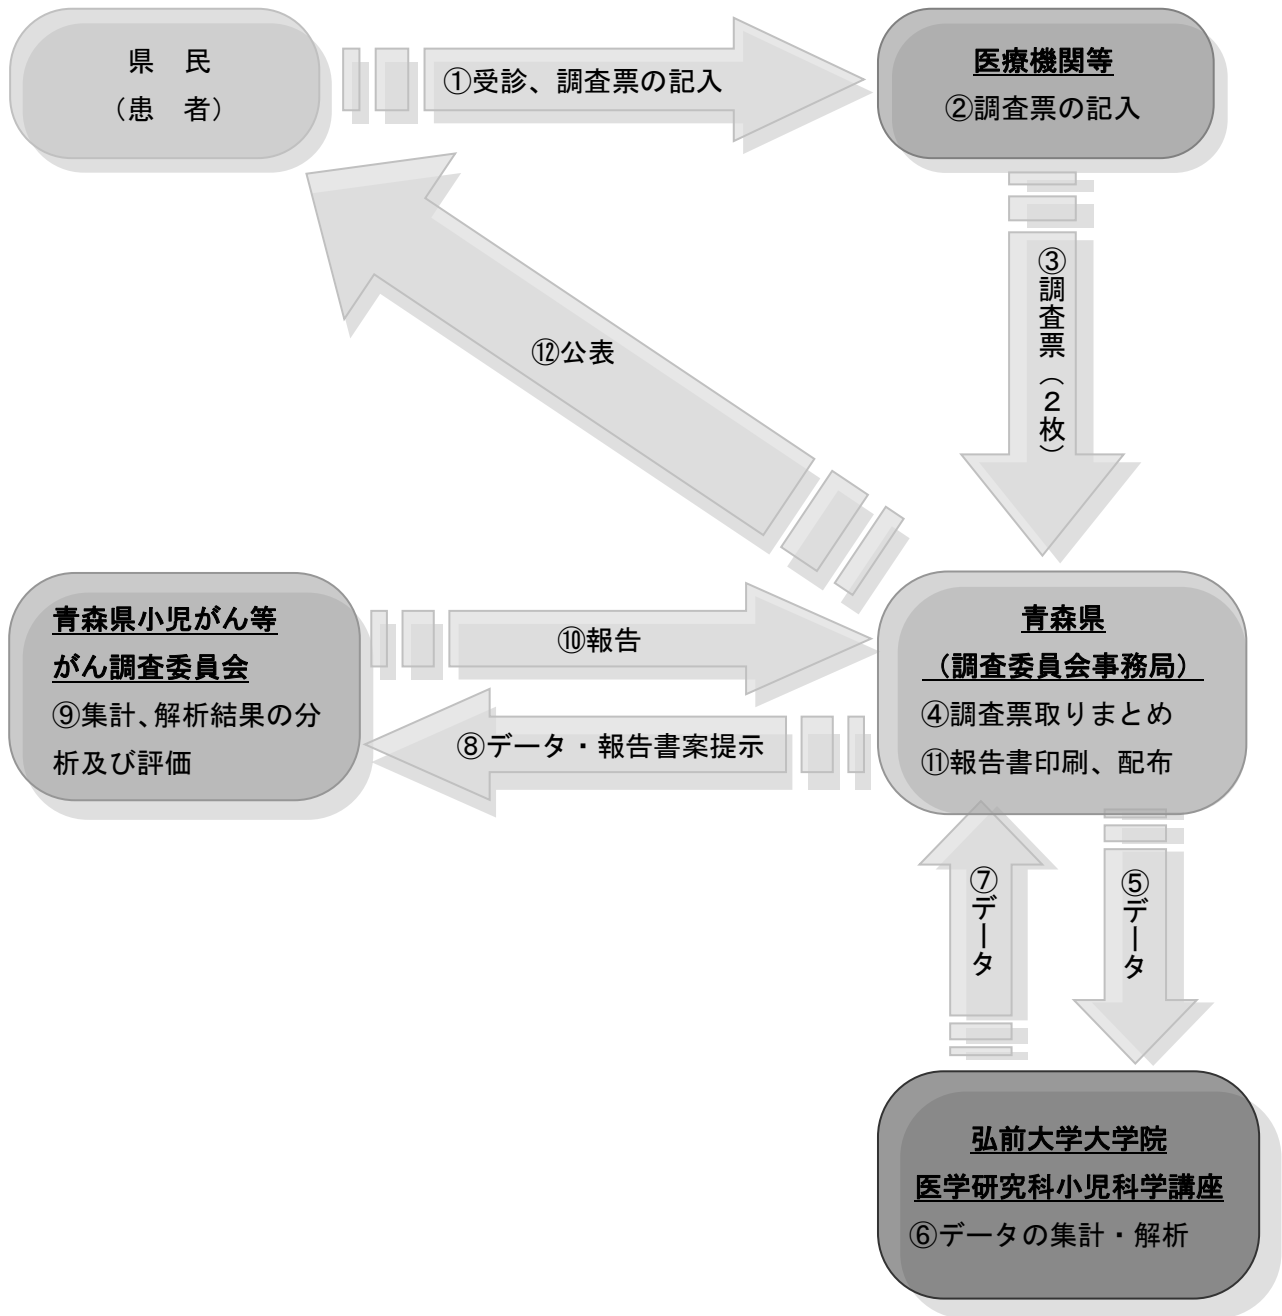 県　民
（患　者）
①受診、調査票の記入
医療機関等
②調査票の記入
③調査票（２枚）
⑫公表
青森県小児がん等
がん調査委員会
⑨集計、解析結果の分
析及び評価
⑩報告
⑧データ・報告書案提示
青森県
（調査委員会事務局）
④調査票取りまとめ
⑪報告書印刷、配布
⑦データ
⑤データ
弘前大学大学院
医学研究科小児科学講座
⑥データの集計・解析